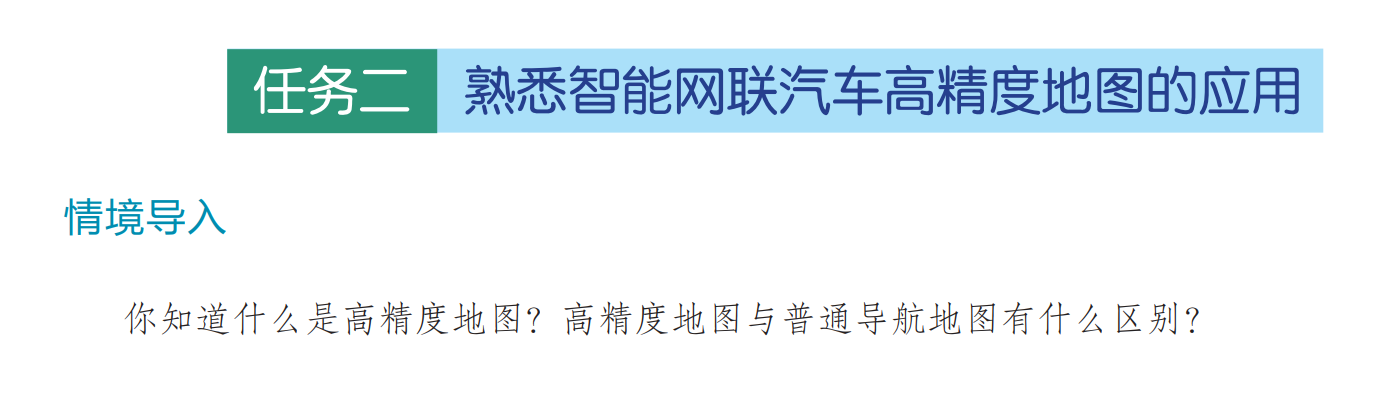 任务二 熟悉智能网联汽车高精度地图的应用
情境导入
你知道什么是高精度地图？高精度地图与普通导航地图有什么区别？